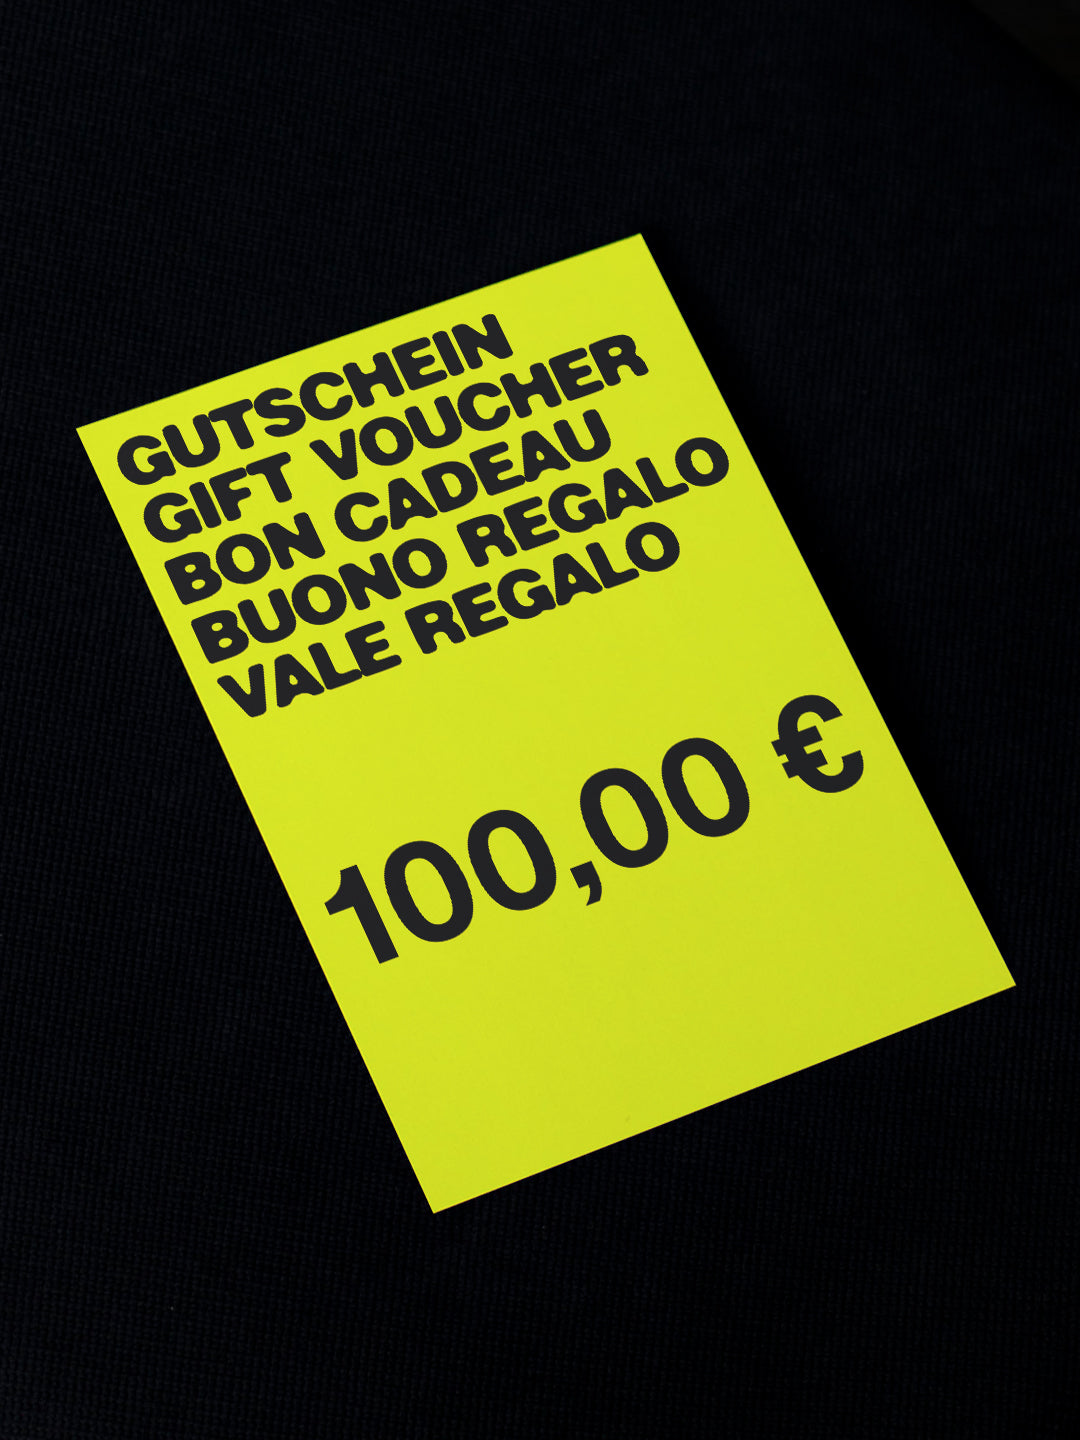 GUTSCHEIN
GIFT VOUCHER
BON CADEAU
BUONO REGALO
VALE REGALO
100,00 €